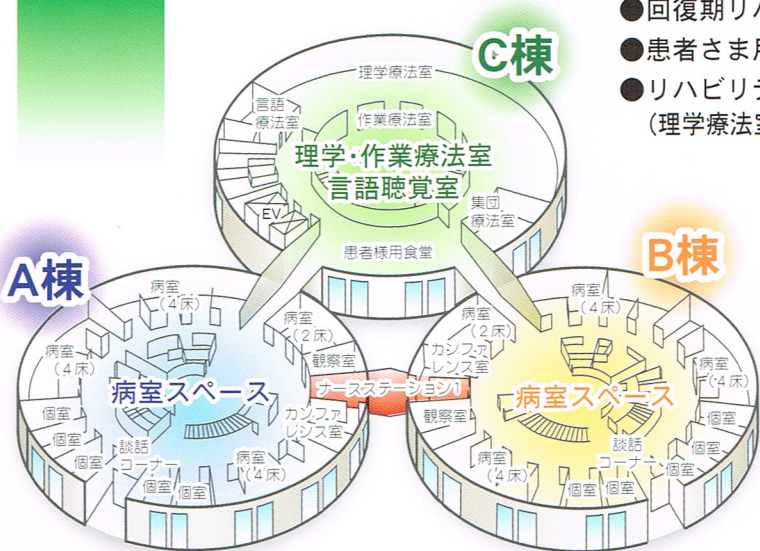 ●回復期リハ
●患者さま用
●リハビリテ
(理学療法室
C棟
理学療法室
言語
療法室
作業療法室
理学・作業療法室
言語聴覚室
EV
集団
療法室
患者様用食堂
A棟
病室
(4床)
病室
(2床)
病室
(4床)
観察室
病室スペース
個室
個室
個室
談話
コーナー
個室
個室
病室
(4床)
カンファ
レンス室
ナースステーション1
B棟
病室
(4床)
病室
(2床)
カンファ
レンス室
病室
(4床)
病室スペース
観察室
個室
個室
個室
談話
コーナー
病室
(4床)
個室
個室